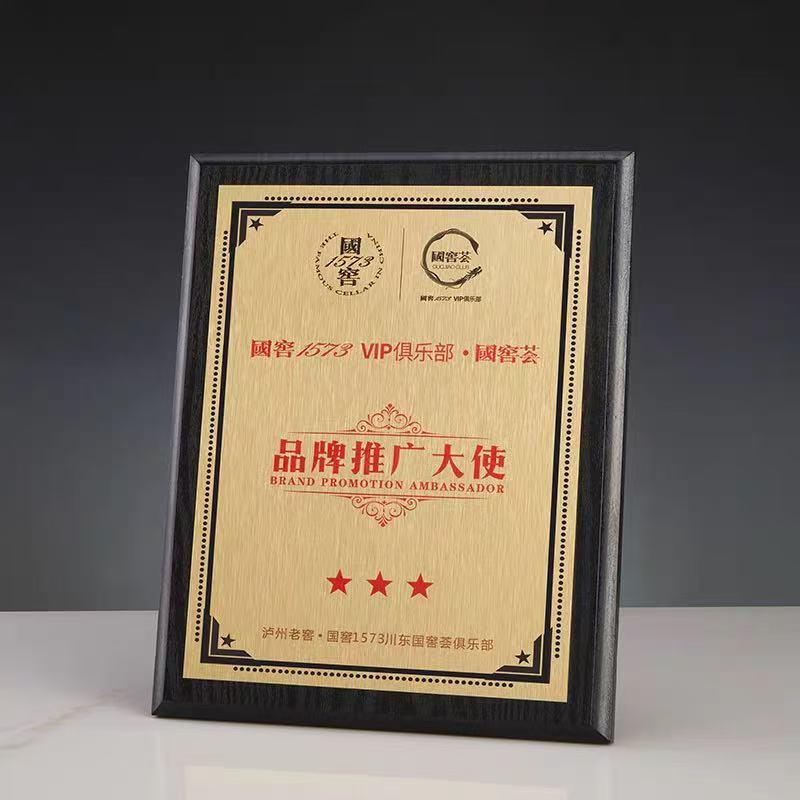 國
1573
窖
THE FAMOUS CELLAR IN CHINA
國窖荟
GUOJIAO CLUB
國窖1573 VIP俱乐部
國窖1573 VIP俱乐部·國窖荟
品牌推广大使
BRAND PROMOTION AMBASSADOR
泸州老窖·国窖1573川东国窖荟俱乐部